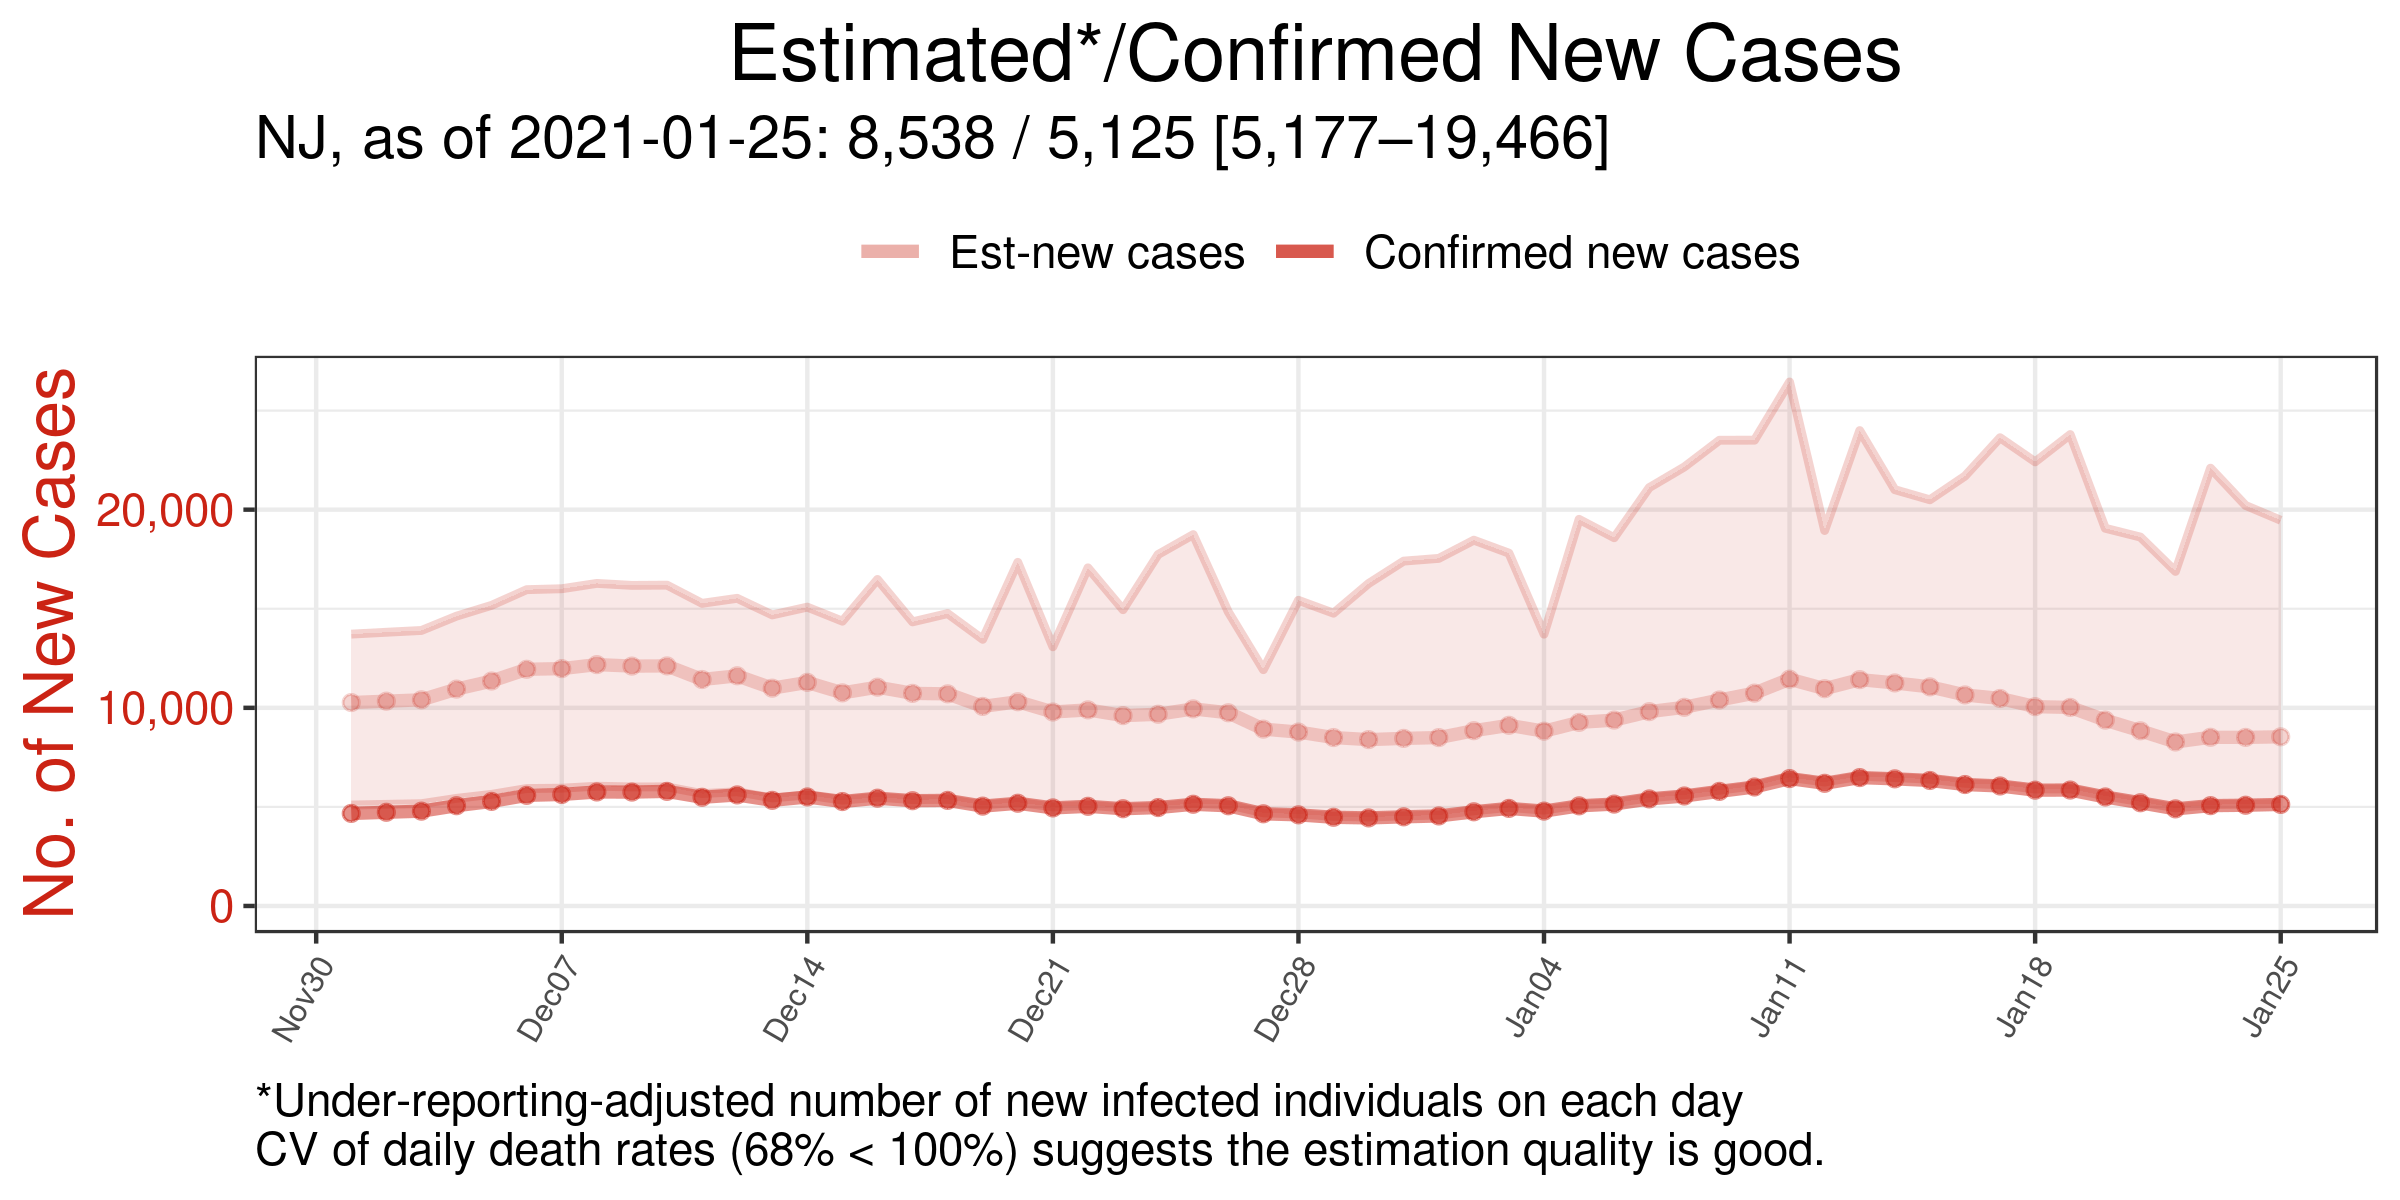 Estimated*/Confirmed New Cases
NJ, as of 2021-01-25: 8,538 / 5,125 [5,177–19,466]
Est-new cases
Confirmed new cases
No. of New Cases
20,000
10,000
0
Nov30
Dec07
Dec14
Dec21
Dec28
Jan04
Jan11
Jan18
Jan25
*Under-reporting-adjusted number of new infected individuals on each day
CV of daily death rates (68% < 100%) suggests the estimation quality is good.